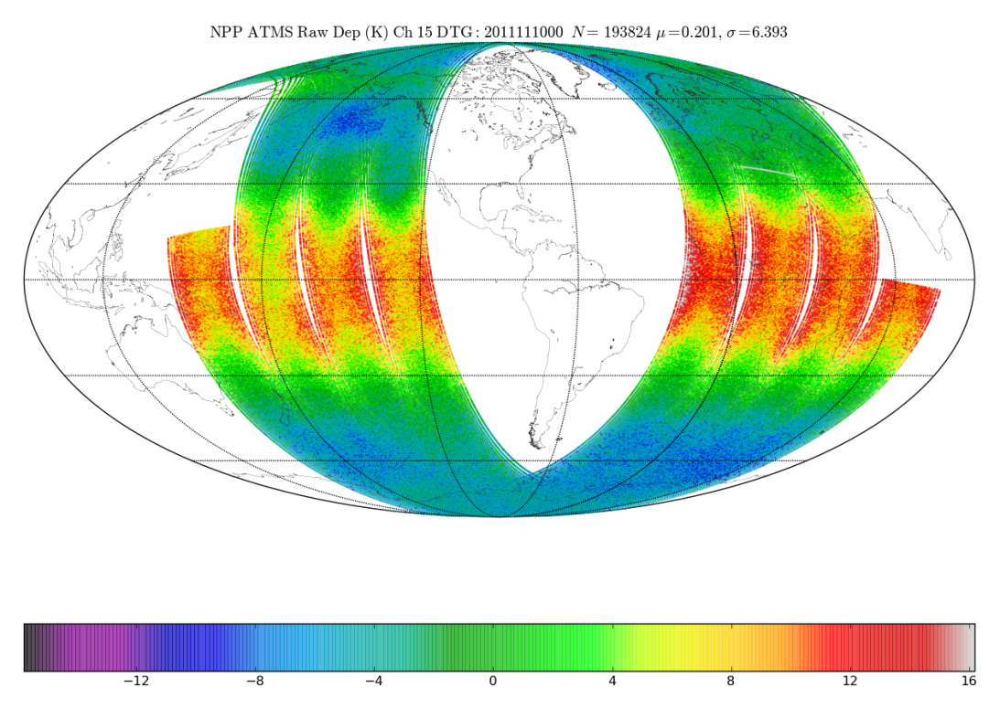 NPP ATMS Raw Dep (K) Ch 15 DTG: 2011111000 N= 193824 μ=0.201, σ=6.393
−12 −8 −4 0 4 8 12 16